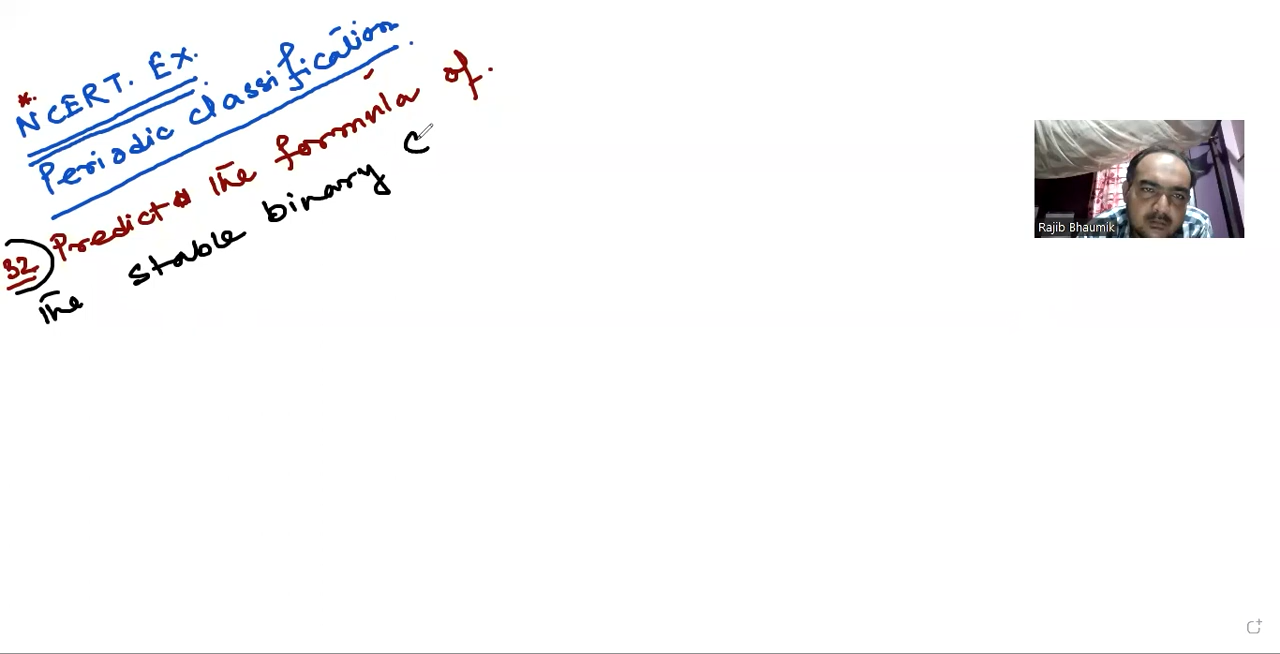 *.
NCERT. EX.
Periodic classification.
32 Predict the formula of.
the stable binary C
Rajib Bhaumik